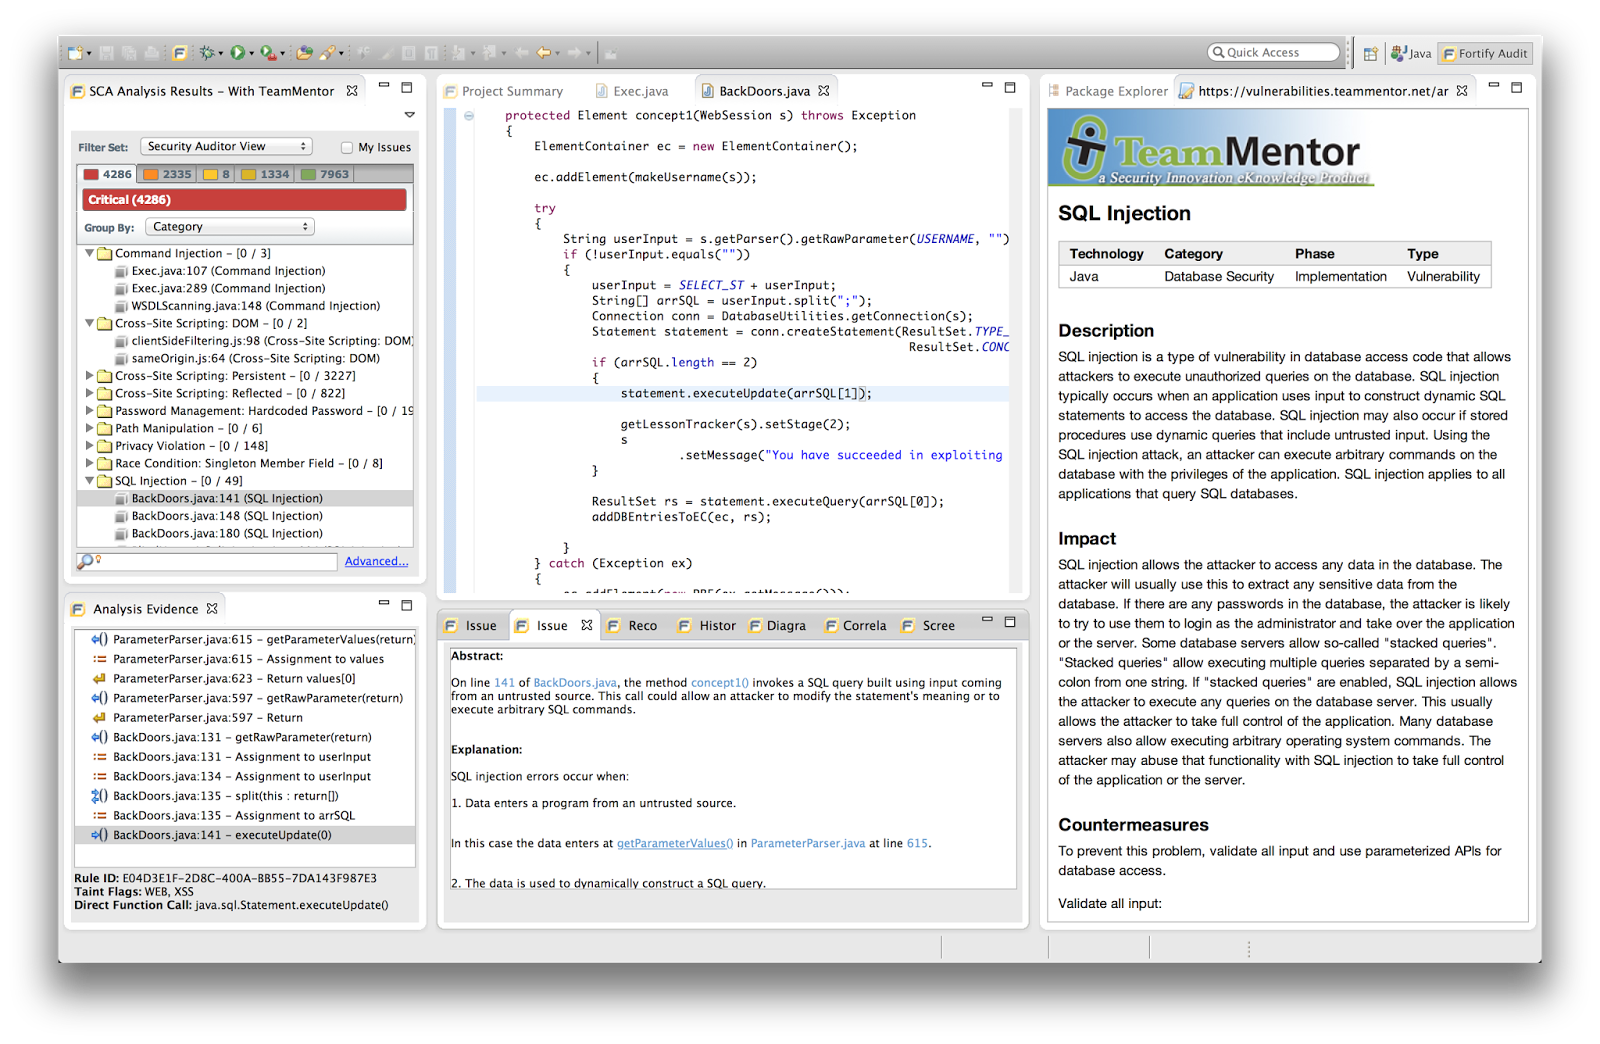 Quick Access
Java
Fortify Audit
SCA Analysis Results - With TeamMentor
Filter Set:
Security Auditor View
My Issues
4286
2335
8
1334
7963
Critical (4286)
Group By:
Category
Command Injection - [0 / 3]
Exec.java:107 (Command Injection)
Exec.java:289 (Command Injection)
WSDLScanning.java:148 (Command Injection)
Cross-Site Scripting: DOM - [0 / 2]
clientSideFiltering.js:98 (Cross-Site Scripting: DOM)
sameOrigin.js:64 (Cross-Site Scripting: DOM)
Cross-Site Scripting: Persistent - [0 / 3227]
Cross-Site Scripting: Reflected - [0 / 822]
Password Management: Hardcoded Password - [0 / 19
Path Manipulation - [0 / 6]
Privacy Violation - [0 / 148]
Race Condition: Singleton Member Field - [0 / 8]
SQL Injection - [0 / 49]
BackDoors.java:141 (SQL Injection)
BackDoors.java:148 (SQL Injection)
BackDoors.java:180 (SQL Injection)
Advanced...
Analysis Evidence
ParameterParser.java:615 - getParameterValues(return)
ParameterParser.java:615 - Assignment to values
ParameterParser.java:623 - Return values[0]
ParameterParser.java:597 - getRawParameter(return)
ParameterParser.java:597 - Return
BackDoors.java:131 - getRawParameter(return)
BackDoors.java:131 - Assignment to userInput
BackDoors.java:134 - Assignment to userInput
BackDoors.java:135 - split(this : return[])
BackDoors.java:135 - Assignment to arrSQL
BackDoors.java:141 - executeUpdate(0)
Rule ID: E04D3E1F-2D8C-400A-BB55-7DA143F987E3
Taint Flags: WEB, XSS
Direct Function Call: java.sql.Statement.executeUpdate()
Project Summary
Exec.java
BackDoors.java
protected Element concept1(WebSession s) throws Exception
{
ElementContainer ec = new ElementContainer();
ec.addElement(makeUsername(s));
try
{
String userInput = s.getParser().getRawParameter(USERNAME, "")
if (!userInput.equals(""))
{
userInput = SELECT_ST + userInput;
String[] arrSQL = userInput.split(";");
Connection conn = DatabaseUtilities.getConnection(s);
Statement statement = conn.createStatement(ResultSet.TYPE_
ResultSet.CONC
if (arrSQL.length == 2)
{
statement.executeUpdate(arrSQL[1]);
getLessonTracker(s).setStage(2);
s
.setMessage("You have succeeded in exploiting
}
ResultSet rs = statement.executeQuery(arrSQL[0]);
addDBEntriesToEC(ec, rs);
}
} catch (Exception ex)
{
Issue
Issue
Reco
Histor
Diagra
Correla
Scree
Abstract:
On line 141 of BackDoors.java, the method concept1() invokes a SQL query built using input coming
from an untrusted source. This call could allow an attacker to modify the statement's meaning or to
execute arbitrary SQL commands.
Explanation:
SQL injection errors occur when:
1. Data enters a program from an untrusted source.
In this case the data enters at getParameterValues() in ParameterParser.java at line 615.
2. The data is used to dynamically construct a SQL query.
Package Explorer
https://vulnerabilities.teammentor.net/ar
TeamMentor
a Security Innovation eKnowledge Product
SQL Injection
Technology Category Phase Type
Java Database Security Implementation Vulnerability
Description
SQL injection is a type of vulnerability in database access code that allows
attackers to execute unauthorized queries on the database. SQL injection
typically occurs when an application uses input to construct dynamic SQL
statements to access the database. SQL injection may also occur if stored
procedures use dynamic queries that include untrusted input. Using the
SQL injection attack, an attacker can execute arbitrary commands on the
database with the privileges of the application. SQL injection applies to all
applications that query SQL databases.
Impact
SQL injection allows the attacker to access any data in the database. The
attacker will usually use this to extract any sensitive data from the
database. If there are any passwords in the database, the attacker is likely
to try to use them to login as the administrator and take over the application
or the server. Some database servers allow so-called "stacked queries".
"Stacked queries" allow executing multiple queries separated by a semi-
colon from one string. If "stacked queries" are enabled, SQL injection allows
the attacker to execute any queries on the database server. This usually
allows the attacker to take full control of the application. Many database
servers also allow executing arbitrary operating system commands. The
attacker may abuse that functionality with SQL injection to take full control
of the application or the server.
Countermeasures
To prevent this problem, validate all input and use parameterized APIs for
database access.
Validate all input: